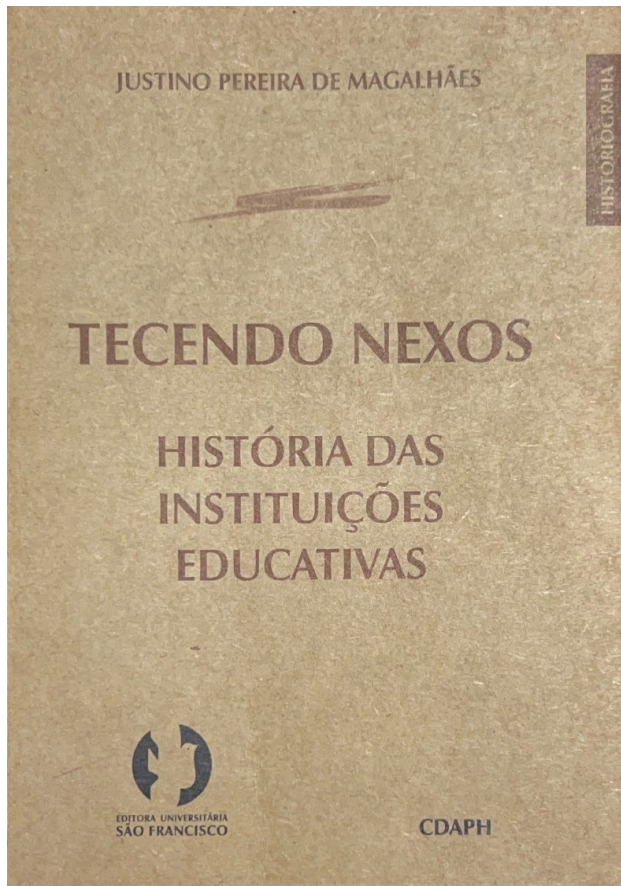 JUSTINO PEREIRA DE MAGALHÃES
HISTORIOGRAFIA
TECENDO NEXOS
HISTÓRIA DAS
INSTITUIÇÕES
EDUCATIVAS
EDITORA UNIVERSITÁRIA
SÃO FRANCISCO
CDAPH